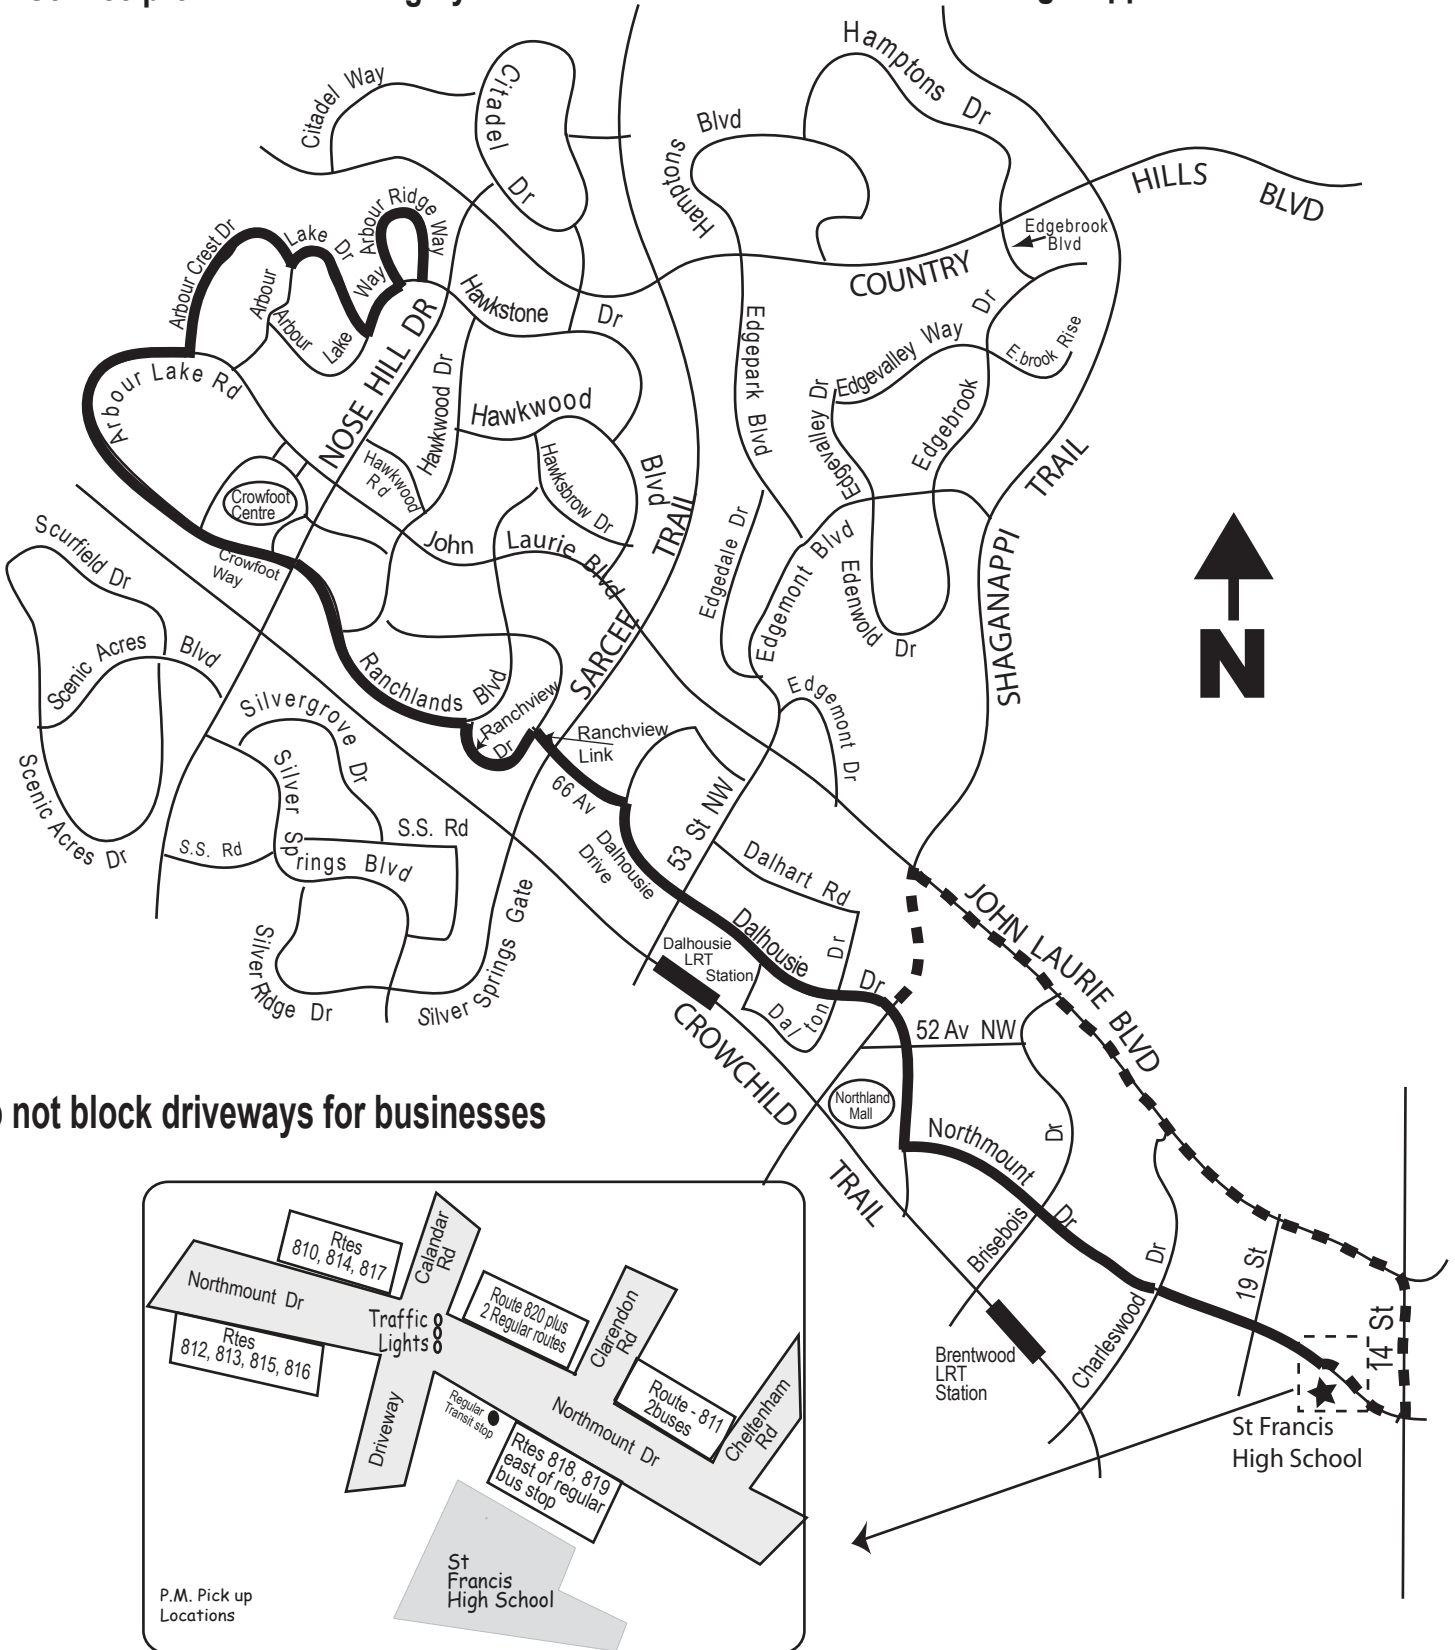 Hamptons Dr
Citadel Way
Citadel Dr
Hamptons Blvd
HILLS BLVD
COUNTRY
Edgebrook
Blvd
Arbour Ridge Way
Lake Dr
Arbour Crest Dr
Way
Arbour
Arbour Lake
Hawkstone Dr
NOSE HILL DR
Edgepark Blvd
Edgevalley Way
Dr
E.brook Rise
Arbour Lake Rd
Hawkwood Dr
Hawkwood
Blvd
Edgevalley Dr
Edgebrook
Hawkwood
Rd
Hawksbrow Dr
TRAIL
Crowfoot
Centre
John Laurie Blvd
TRAIL
SARCEE
Edgedale Dr
Edgemont Blvd
Edenwold Dr
SHAGANAPPI
N
Scurfield Dr
Crowfoot
Way
Scenic Acres Blvd
Ranchlands Blvd
Ranchview
Dr
Ranchview
Link
Edgemont Dr
Silvergrove Dr
Scenic Acres Dr
Silver Springs Blvd
S.S. Rd
S.S. Rd
66 Av
Dalhousie
Drive
53 St NW
Dalhart Rd
Silver Ridge Dr
Silver Springs Gate
Dalhousie
LRT
Station
Dalhousie Dr
Dalton Dr
JOHN LAURIE BLVD
CROWCHILD
TRAIL
52 Av NW
Northland
Mall
Northmount Dr
Brisebois Dr
Charleswood Dr
19 St
14 St
Brentwood
LRT
Station
St Francis
High School
not block driveways for businesses
Rtes
810, 814, 817
Calandar
Rd
Northmount Dr
Traffic
Lights
Rtes
812, 813, 815, 816
Route 820 plus
2 Regular routes
Clarendon
Rd
Route - 811
2buses
Cheltenham
Rd
Driveway
Regular
Transit stop
Northmount Dr
Rtes 818, 819
east of regular
bus stop
St
Francis
High School
P.M. Pick up
Locations